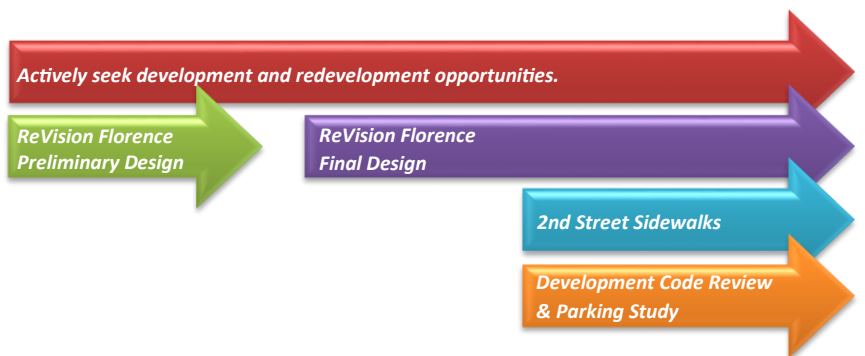 Actively seek development and redevelopment opportunities.
ReVision Florence
Preliminary Design
ReVision Florence
Final Design
2nd Street Sidewalks
Development Code Review
& Parking Study